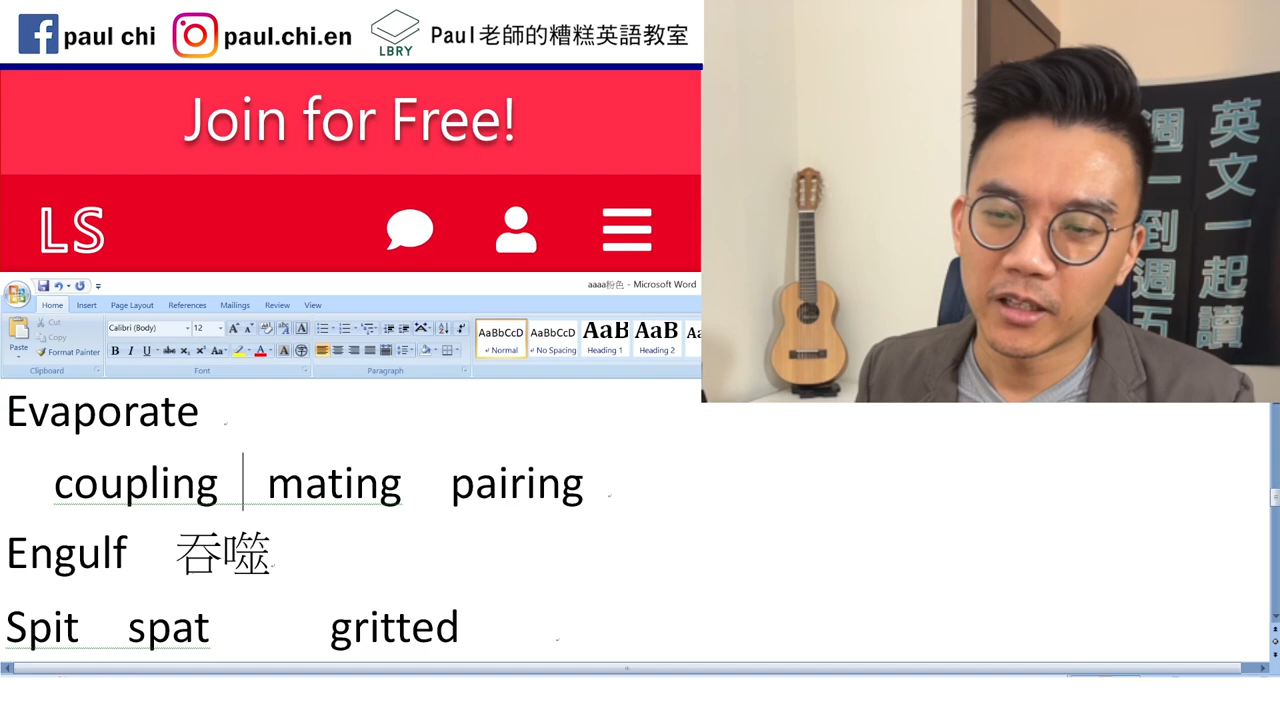 paul chi paul.chi.en LBRY Paul老師的糟糕英語教室
Join for Free!
LS
aaaa粉色 - Microsoft Word
Home Insert Page Layout References Mailings Review View
Cut
Copy
Paste Format Painter
Calibri (Body) 12
AaBbCcD AaBbCcD AaBb AaBb Aa
Normal No Spacing Heading 1 Heading 2
Clipboard Font Paragraph
Evaporate
coupling mating pairing
Engulf 吞噬
Spit spat gritted
英文一起讀
週一到週五